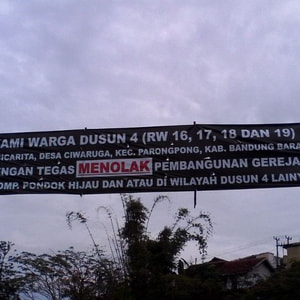 KAMI WARGA DUSUN 4 (RW 16, 17, 18 DAN 19)
SICARITA, DESA CIWARUGA, KEC. PARONGPONG, KAB. BANDUNG BARA
NGAN TEGAS MENOLAK PEMBANGUNAN GEREJA
OMP. PONDOK HIJAU DAN ATAU DI WILAYAH DUSUN 4 LAINY